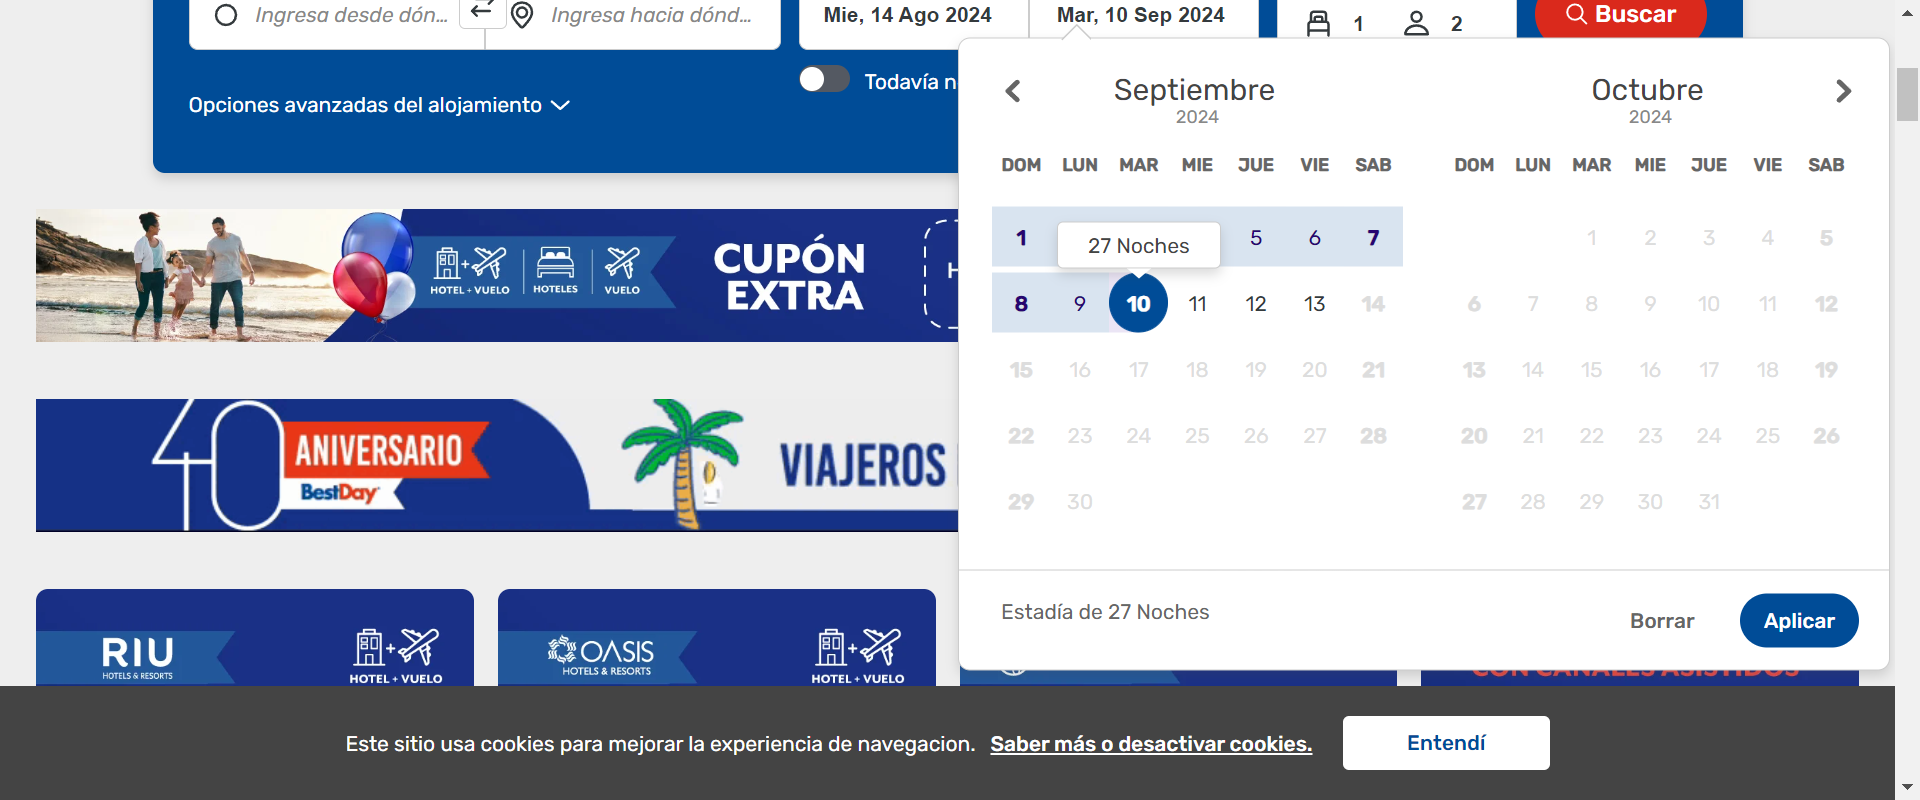 Ingresa desde dón...
Ingresa hacia dónd...
Mie, 14 Ago 2024
Mar, 10 Sep 2024
1
2
Buscar
Todavía n
Opciones avanzadas del alojamiento
Septiembre
2024
DOM LUN MAR MIE JUE VIE SAB
1 5 6 7
27 Noches
8 9 10 11 12 13 14
15 16 17 18 19 20 21
22 23 24 25 26 27 28
29 30
Octubre
2024
DOM LUN MAR MIE JUE VIE SAB
1 2 3 4 5
6 7 8 9 10 11 12
13 14 15 16 17 18 19
20 21 22 23 24 25 26
27 28 29 30 31
Estadía de 27 Noches
Borrar
Aplicar
HOTEL + VUELO
HOTELES
VUELO
CUPÓN
EXTRA
H
40
ANIVERSARIO
BestDay
VIAJEROS
RIU
HOTELS & RESORTS
HOTEL + VUELO
OASIS
HOTELS & RESORTS
HOTEL + VUELO
CON CANALES ASISTIDOS
Este sitio usa cookies para mejorar la experiencia de navegacion. Saber más o desactivar cookies.
Entendí